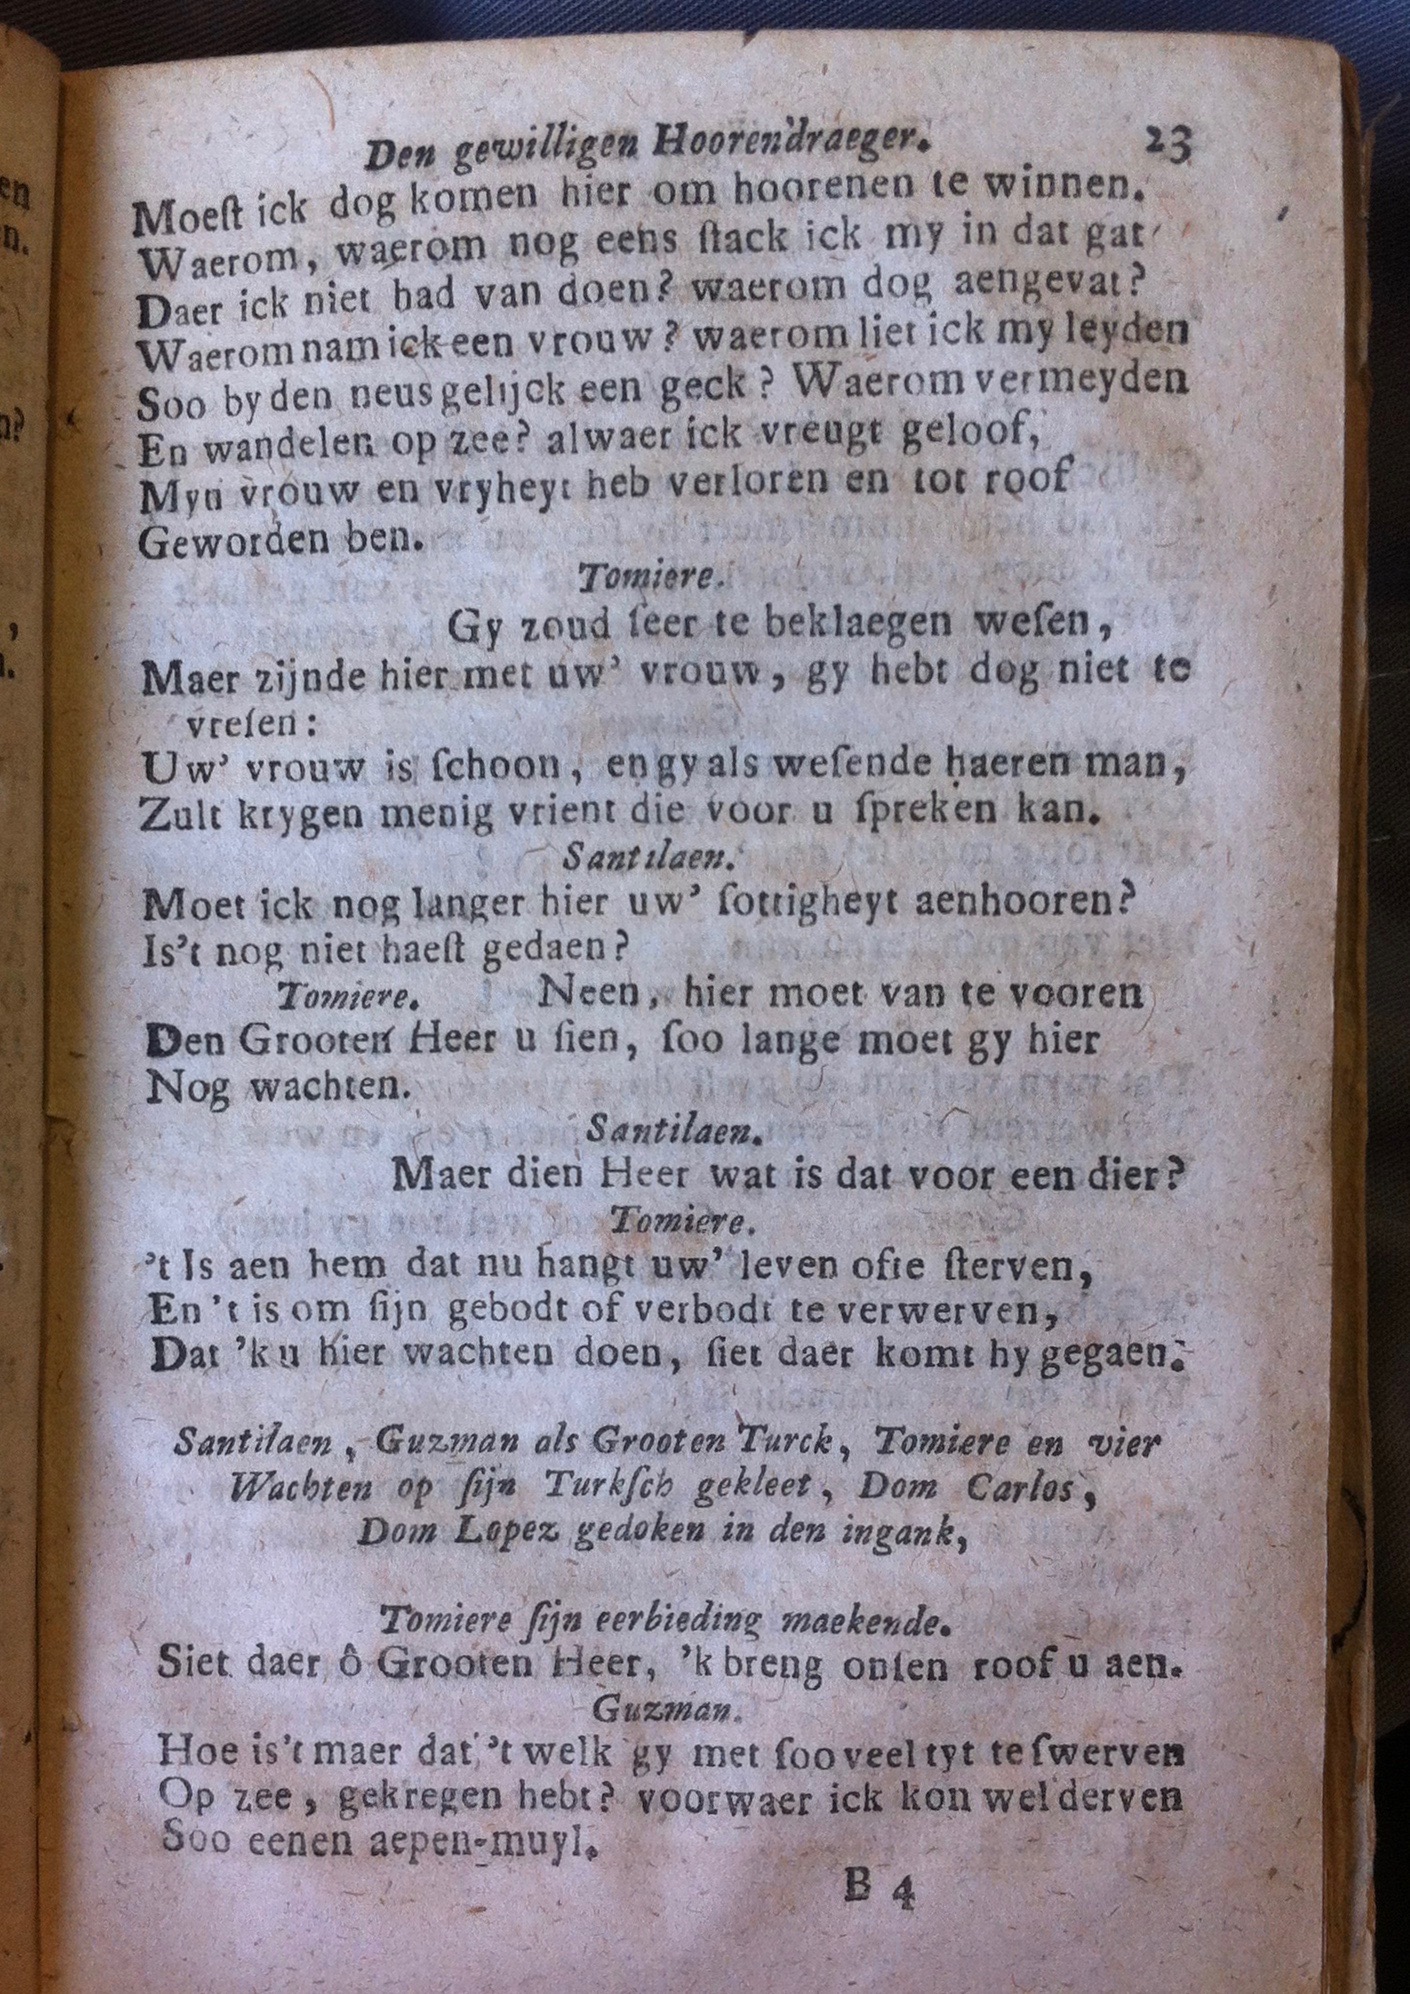 Den gewilligen Hoorendraeger. 23
Moeſt ick dog komen hier om hoorenen te winnen.
Waerom, waerom nog eens ſtack ick my in dat gat
Daer ick niet had van doen? waerom dog aengevat?
Waerom nam ick een vrouw? waerom liet ick my leyden
Soo by den neus gelijck een geck? Waerom vermeyden
En wandelen op zee? alwaer ick vreugt geloof,
Myn vrouw en vryheyt heb verloren en tot roof
Geworden ben.
Tomiere.
Gy zoud ſeer te beklaegen weſen,
Maer zijnde hier met uw' vrouw, gy hebt dog niet te
vreſen:
Uw' vrouw is ſchoon, en gy als weſende haeren man,
Zult krygen menig vrient die voor u ſpreken kan.
Santilaen.
Moet ick nog langer hier uw' ſottigheyt aenhooren?
Is't nog niet haeſt gedaen?
Tomiere. Neen, hier moet van te vooren
Den Grooten Heer u ſien, ſoo lange moet gy hier
Nog wachten.
Santilaen.
Maer dien Heer wat is dat voor een dier?
Tomiere.
't Is aen hem dat nu hangt uw' leven ofte ſterven,
En 't is om ſijn gebodt of verbodt te verwerven,
Dat 'k u hier wachten doen, ſiet daer komt hy gegaen.
Santilaen, Guzman als Grooten Turck, Tomiere en vier
Wachten op ſijn Turkſch gekleet, Dom Carlos,
Dom Lopez gedoken in den ingank,
Tomiere ſijn eerbieding maekende.
Siet daer ô Grooten Heer, 'k breng onſen roof u aen.
Guzman.
Hoe is't maer dat 't welk gy met ſoo veel tyt te ſwerven
Op zee, gekregen hebt? voorwaer ick kon wel derven
Soo eenen aepen-muyl.
B 4